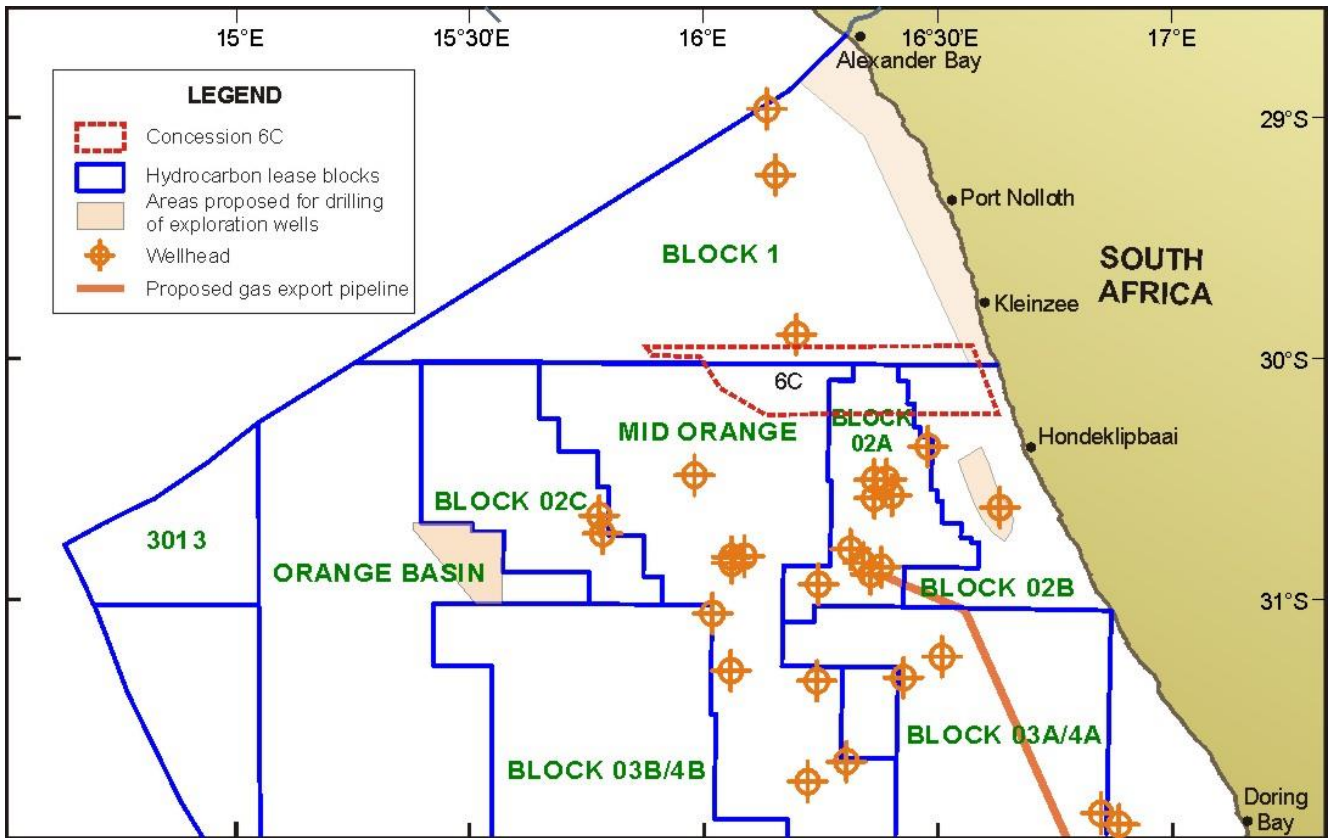 15°E
15°30'E
16°E
16°30'E
17°E
Alexander Bay
LEGEND
Concession 6C
Hydrocarbon lease blocks
Areas proposed for drilling
of exploration wells
Wellhead
Proposed gas export pipeline
29°S
Port Nolloth
BLOCK 1
SOUTH
AFRICA
Kleinzee
30°S
6C
BLOCK
02A
MID ORANGE
Hondeklipbaai
BLOCK 02C
3013
ORANGE BASIN
BLOCK 02B
31°S
BLOCK 03A/4A
BLOCK 03B/4B
Doring
Bay